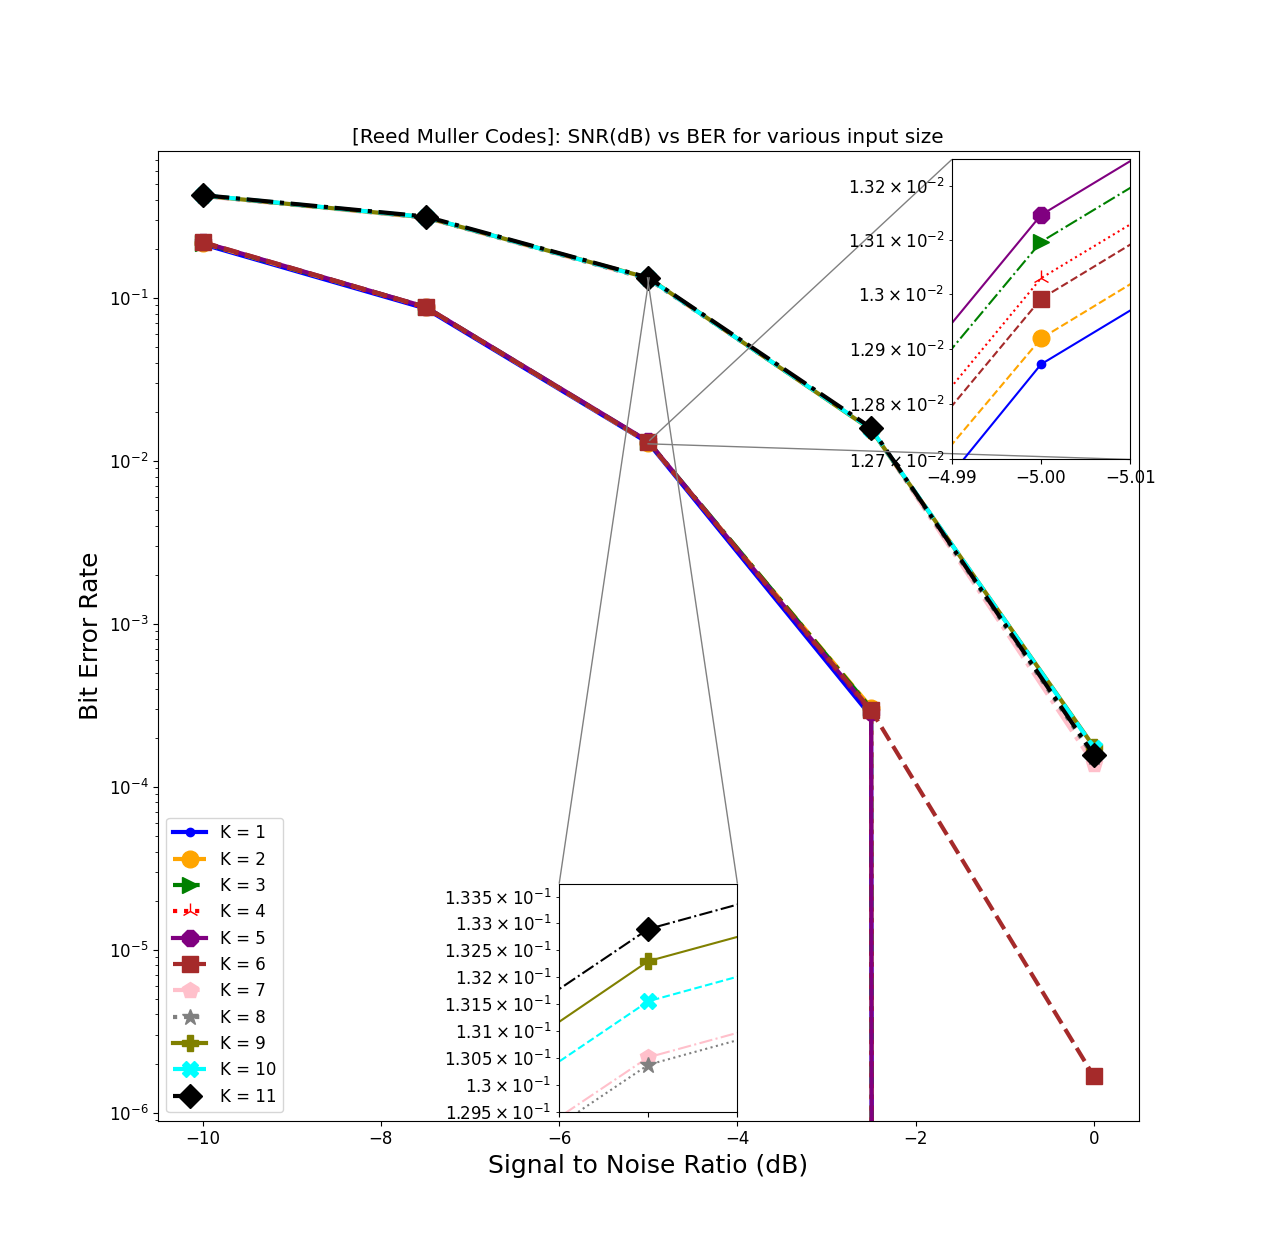 [Reed Muller Codes]: SNR(dB) vs BER for various input size
1.32 × 10⁻²
1.31 × 10⁻²
1.3 × 10⁻²
1.29 × 10⁻²
1.28 × 10⁻²
1.27 × 10⁻²
−4.99 −5.00 −5.01
10⁻¹
10⁻²
10⁻³
10⁻⁴
10⁻⁵
10⁻⁶
Bit Error Rate
K = 1
K = 2
K = 3
K = 4
K = 5
K = 6
K = 7
K = 8
K = 9
K = 10
K = 11
1.335 × 10⁻¹
1.33 × 10⁻¹
1.325 × 10⁻¹
1.32 × 10⁻¹
1.315 × 10⁻¹
1.31 × 10⁻¹
1.305 × 10⁻¹
1.3 × 10⁻¹
1.295 × 10⁻¹
−10 −8 −6 −4 −2 0
Signal to Noise Ratio (dB)